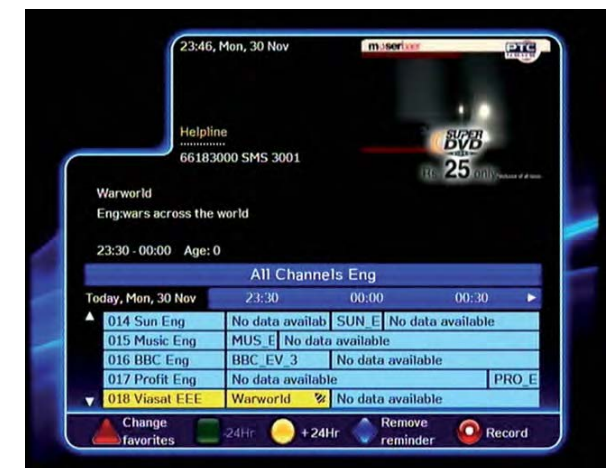 23:46, Mon, 30 Nov
moserbaer
PTC
SUPER
DVD
25 only
Helpline
66183000 SMS 3001
Warworld
Eng:wars across the world
23:30 - 00:00 Age: 0
All Channels Eng
Today, Mon, 30 Nov 23:30 00:00 00:30
014 Sun Eng No data availab SUN_E No data available
015 Music Eng MUS_E No data available
016 BBC Eng BBC_EV_3 No data available
017 Profit Eng No data available PRO_E
018 Viasat EEE Warworld No data available
Change favorites -24Hr +24Hr Remove reminder Record